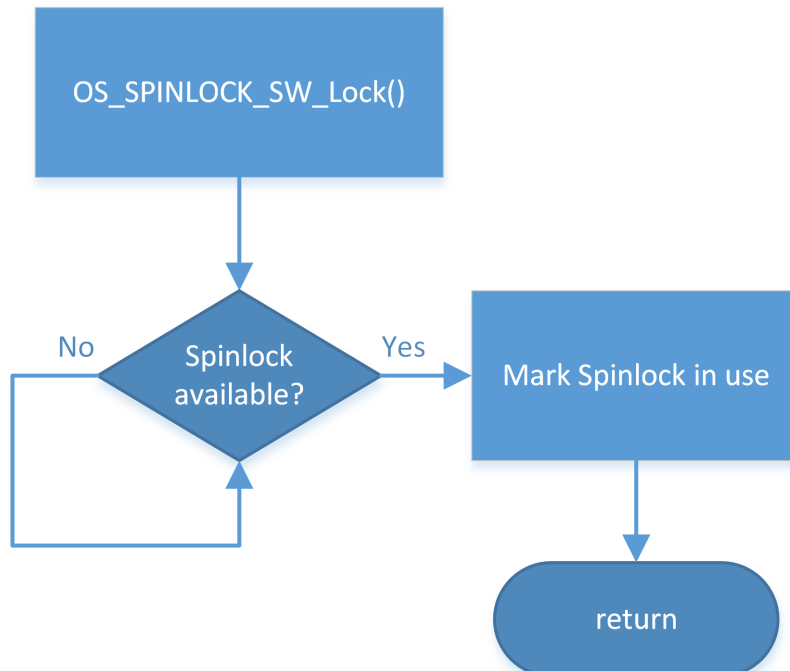 OS_SPINLOCK_SW_Lock()
No
Spinlock
available?
Yes
Mark Spinlock in use
return